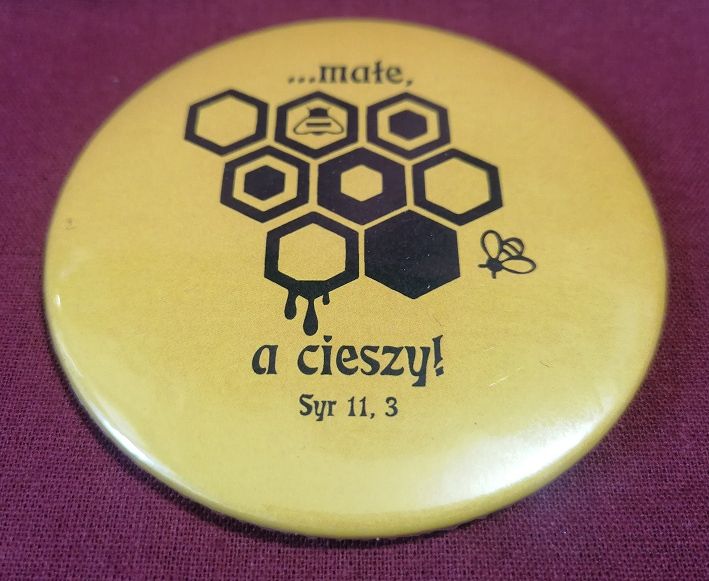 ...małe,
a cieszy!
Syr 11, 3